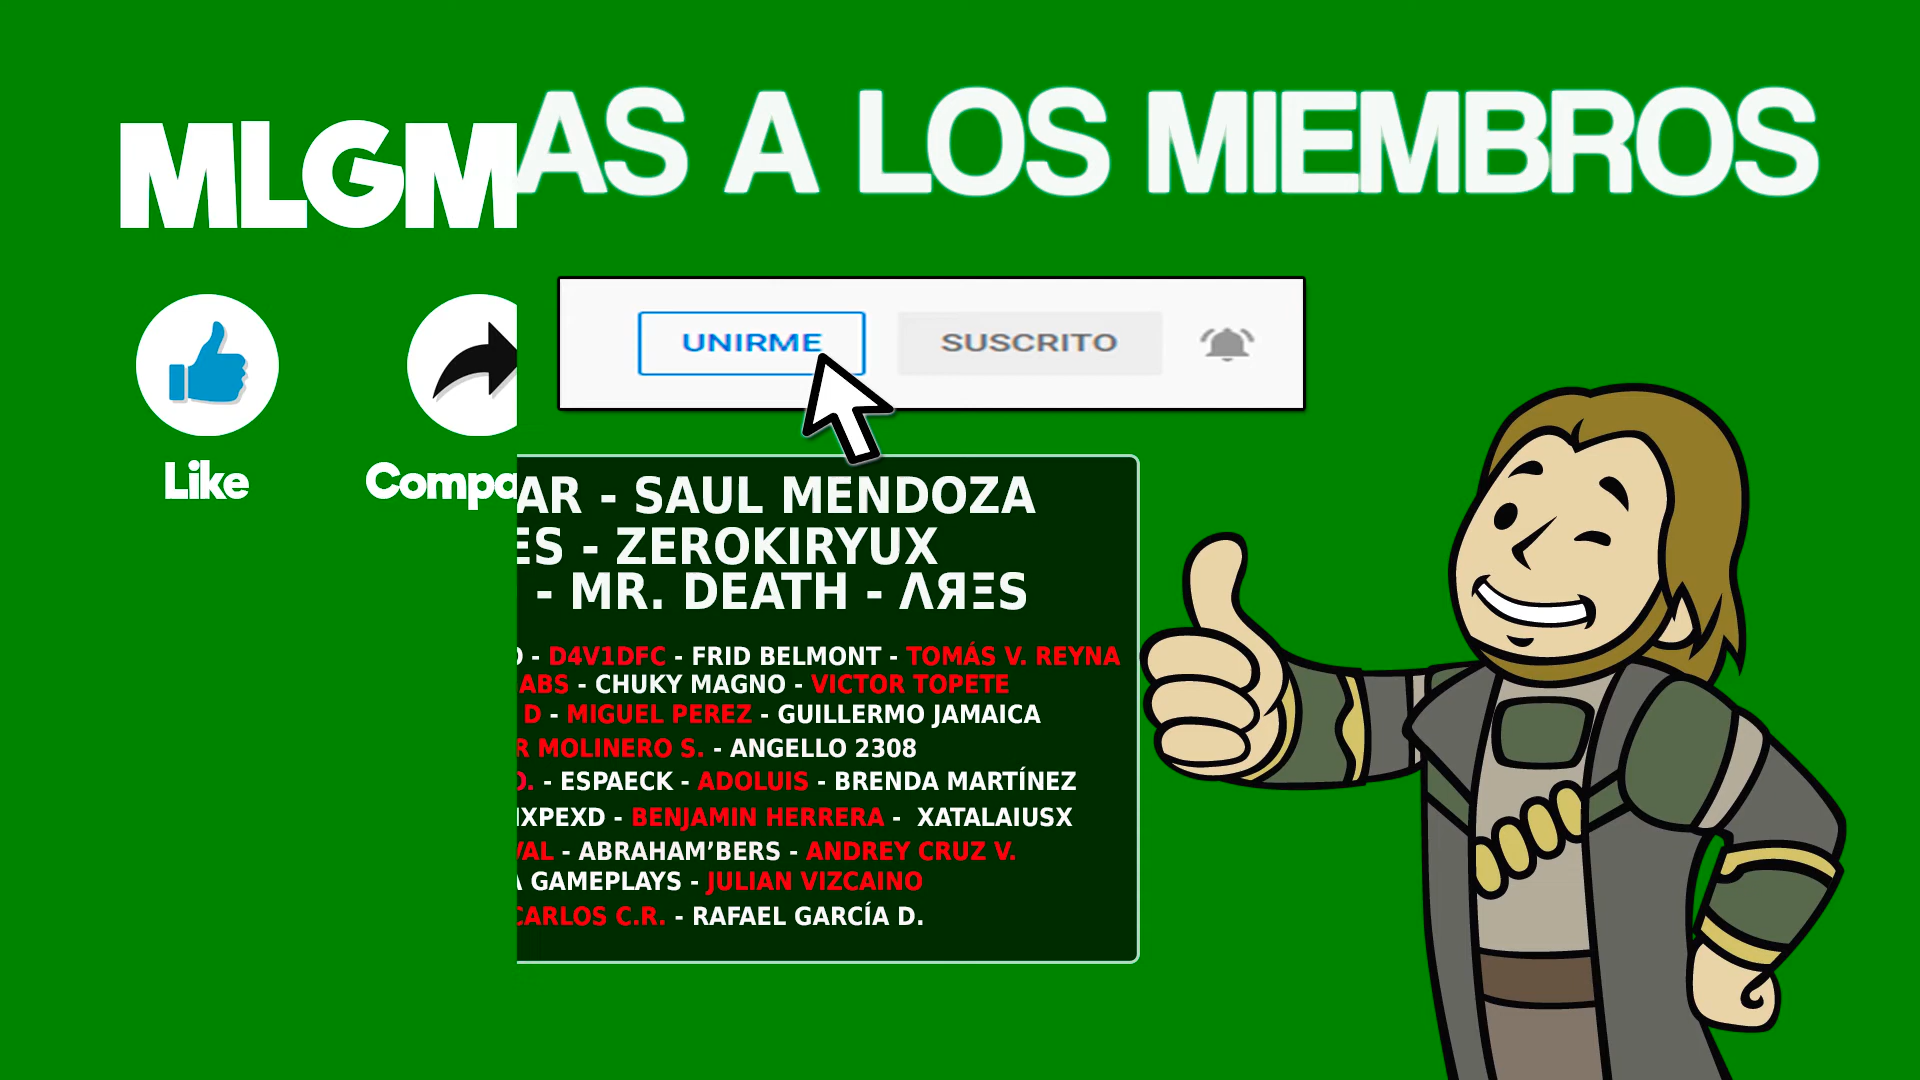 MLGM
AS A LOS MIEMBROS
UNIRME SUSCRITO
Like
Compa
AR - SAUL MENDOZA
ES - ZEROKIRYUX
- MR. DEATH - ΛЯΞS
O - D4V1DFC - FRID BELMONT - TOMÁS V. REYNA
ABS - CHUKY MAGNO - VICTOR TOPETE
D - MIGUEL PEREZ - GUILLERMO JAMAICA
R MOLINERO S. - ANGELLO 2308
O. - ESPAECK - ADOLUIS - BRENDA MARTÍNEZ
IXPEXD - BENJAMIN HERRERA - XATALAIUSX
VAL - ABRAHAM’BERS - ANDREY CRUZ V.
A GAMEPLAYS - JULIAN VIZCAINO
CARLOS C.R. - RAFAEL GARCÍA D.